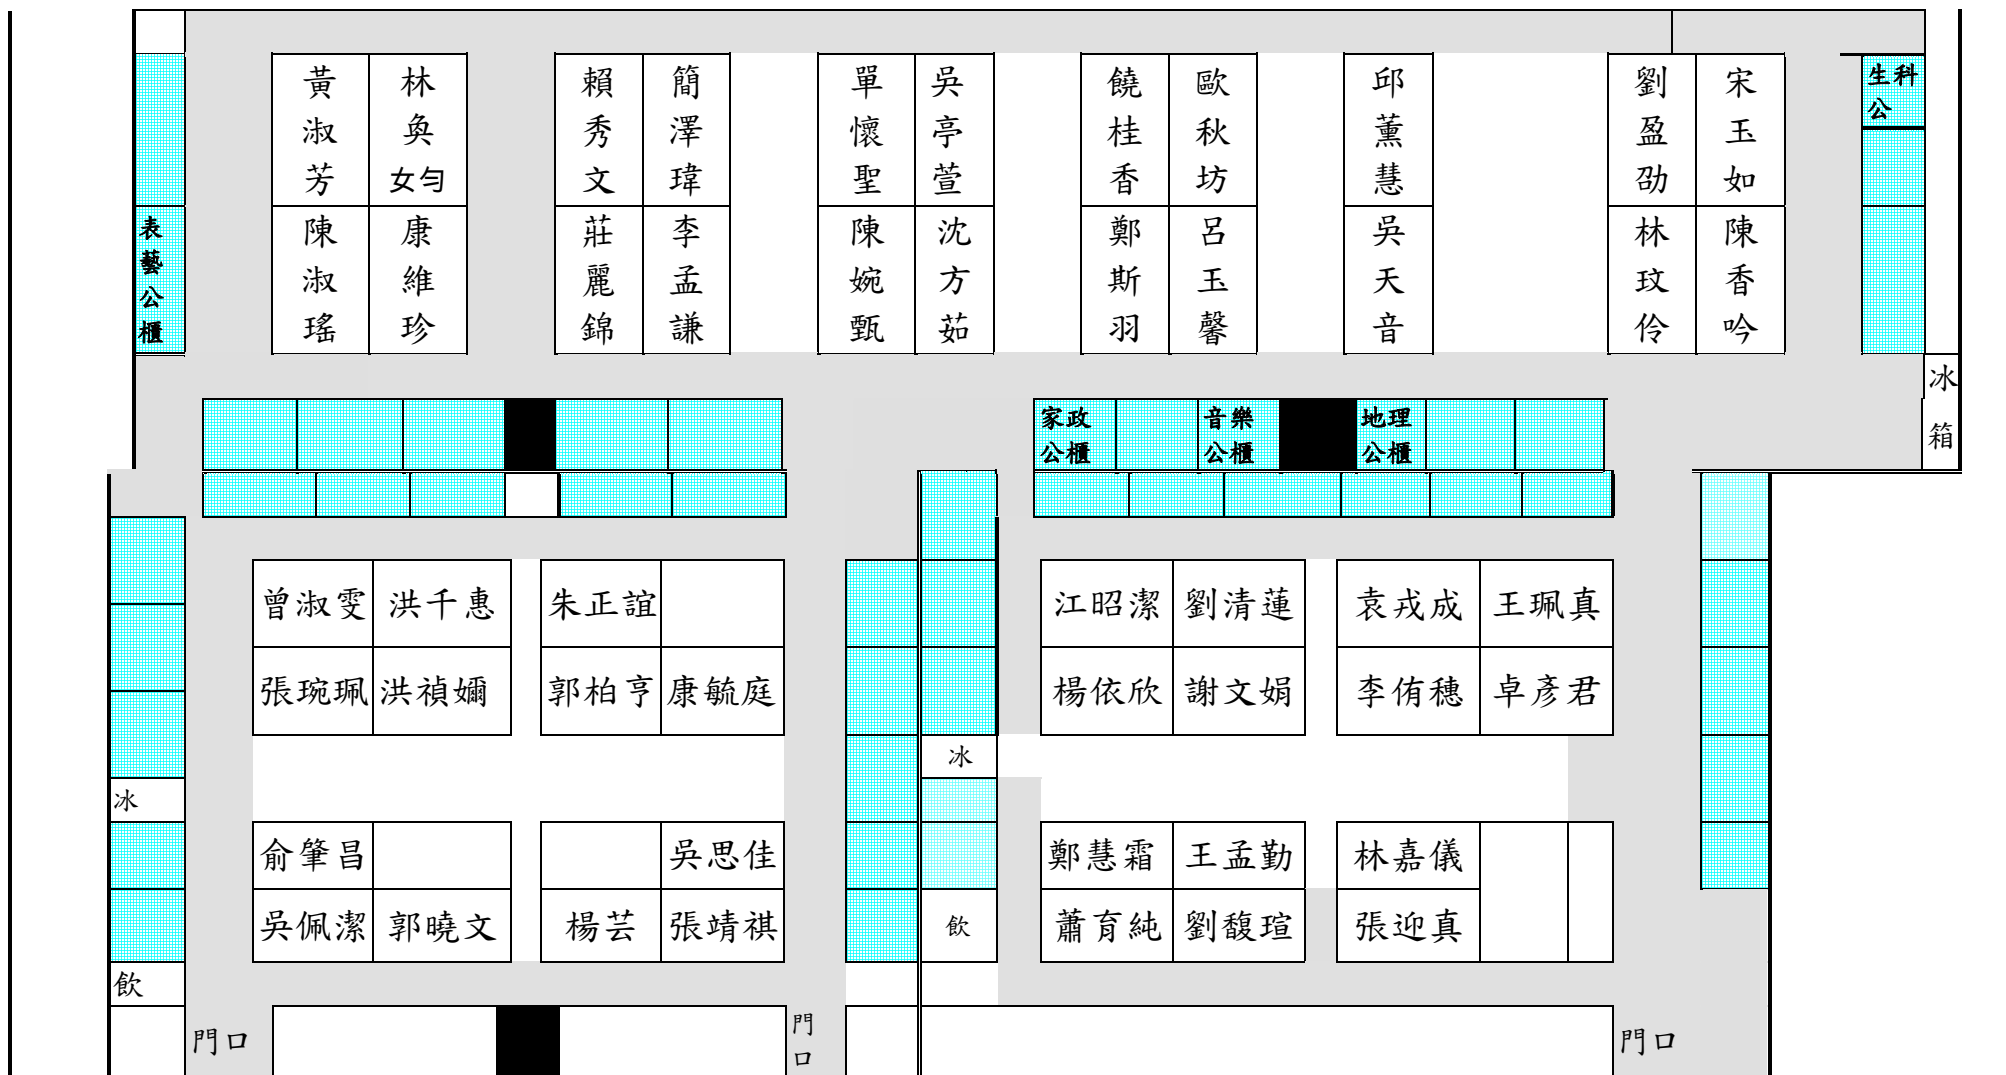 黃淑芳
林奐女勻
賴秀文
簡澤瑋
單懷聖
吳亭萱
饒桂香
歐秋坊
邱薰慧
劉盈劭
宋玉如
生科
公
表藝公櫃
陳淑瑤
康維珍
莊麗錦
李孟謙
陳婉甄
沈方茹
鄭斯羽
呂玉馨
吳天音
林玟伶
陳香吟
冰箱
家政
公櫃
音樂
公櫃
地理
公櫃
曾淑雯 洪千惠 朱正誼 江昭潔 劉清蓮 袁戎成 王珮真
張琬珮 洪禎嬭 郭柏亨 康毓庭 楊依欣 謝文娟 李侑穗 卓彥君
冰
冰
俞肇昌 吳思佳 鄭慧霜 王孟勤 林嘉儀
吳佩潔 郭曉文 楊芸 張靖祺 飲 蕭育純 劉馥瑄 張迎真
飲
門口
門口
門口